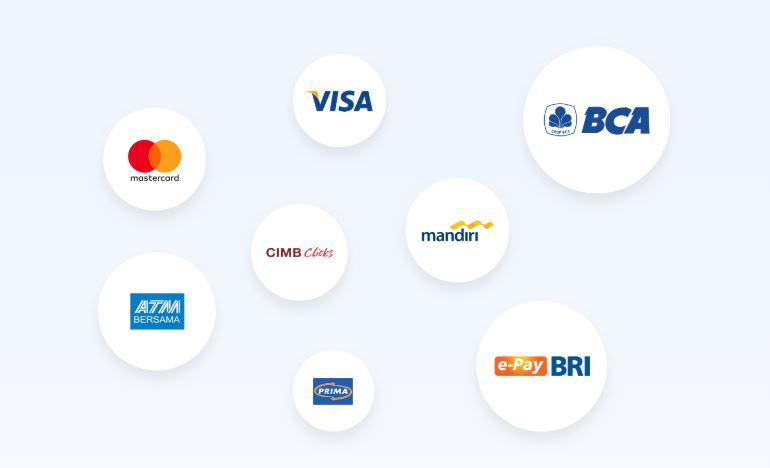 VISA
BCA
mastercard.
mandiri
CIMB Clicks
ATM
BERSAMA
e-Pay BRI
PRIMA